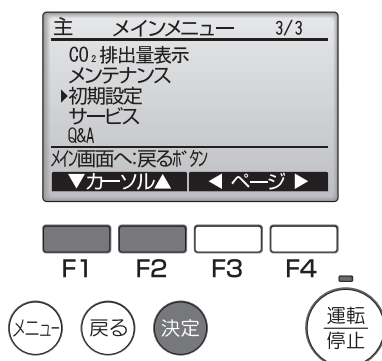 主 メインメニュー 3/3
CO₂排出量表示
メンテナンス
▶初期設定
サービス
Q&A
メイン画面へ:戻るボタン
▼カーソル▲ ◀ ページ ▶
F1 F2 F3 F4
メニュー 戻る 決定 運転
停止